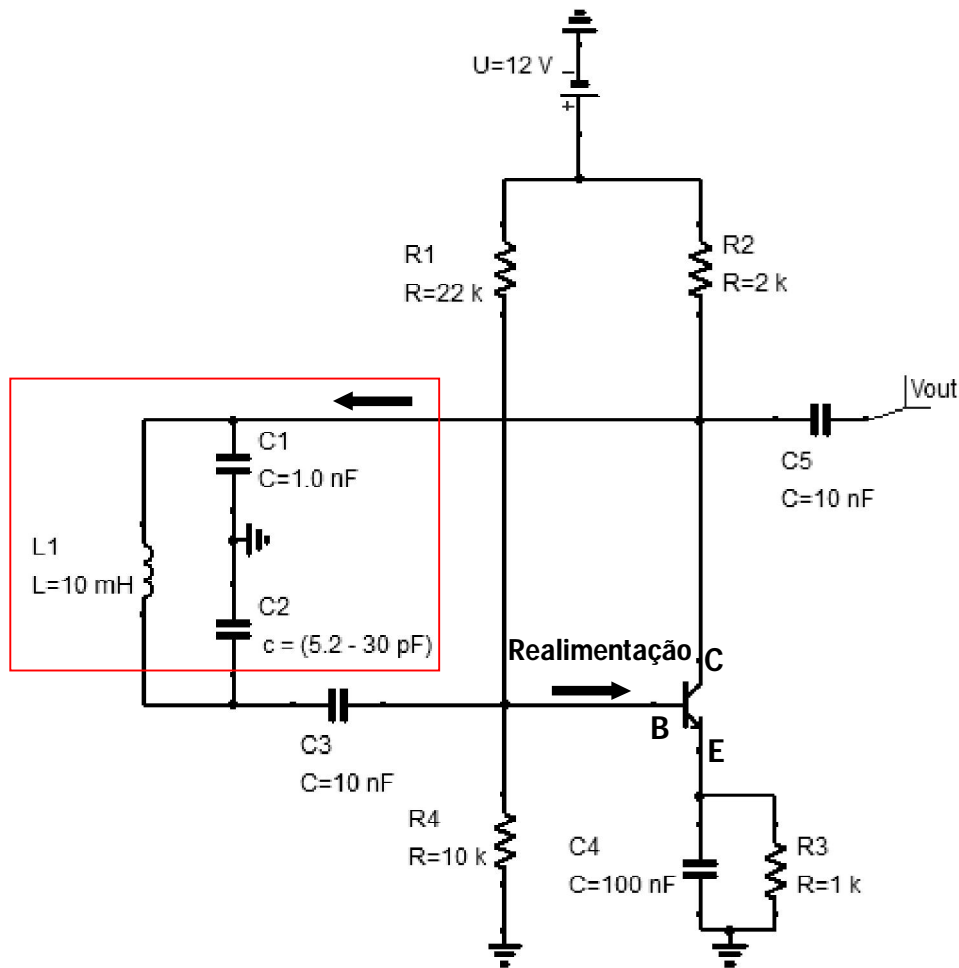 U=12 V
−
+
R1
R=22 k
R2
R=2 k
Vout
C1
C=1.0 nF
C5
C=10 nF
L1
L=10 mH
C2
c = (5.2 - 30 pF)
Realimentação
C
B
E
C3
C=10 nF
R4
R=10 k
C4
C=100 nF
R3
R=1 k